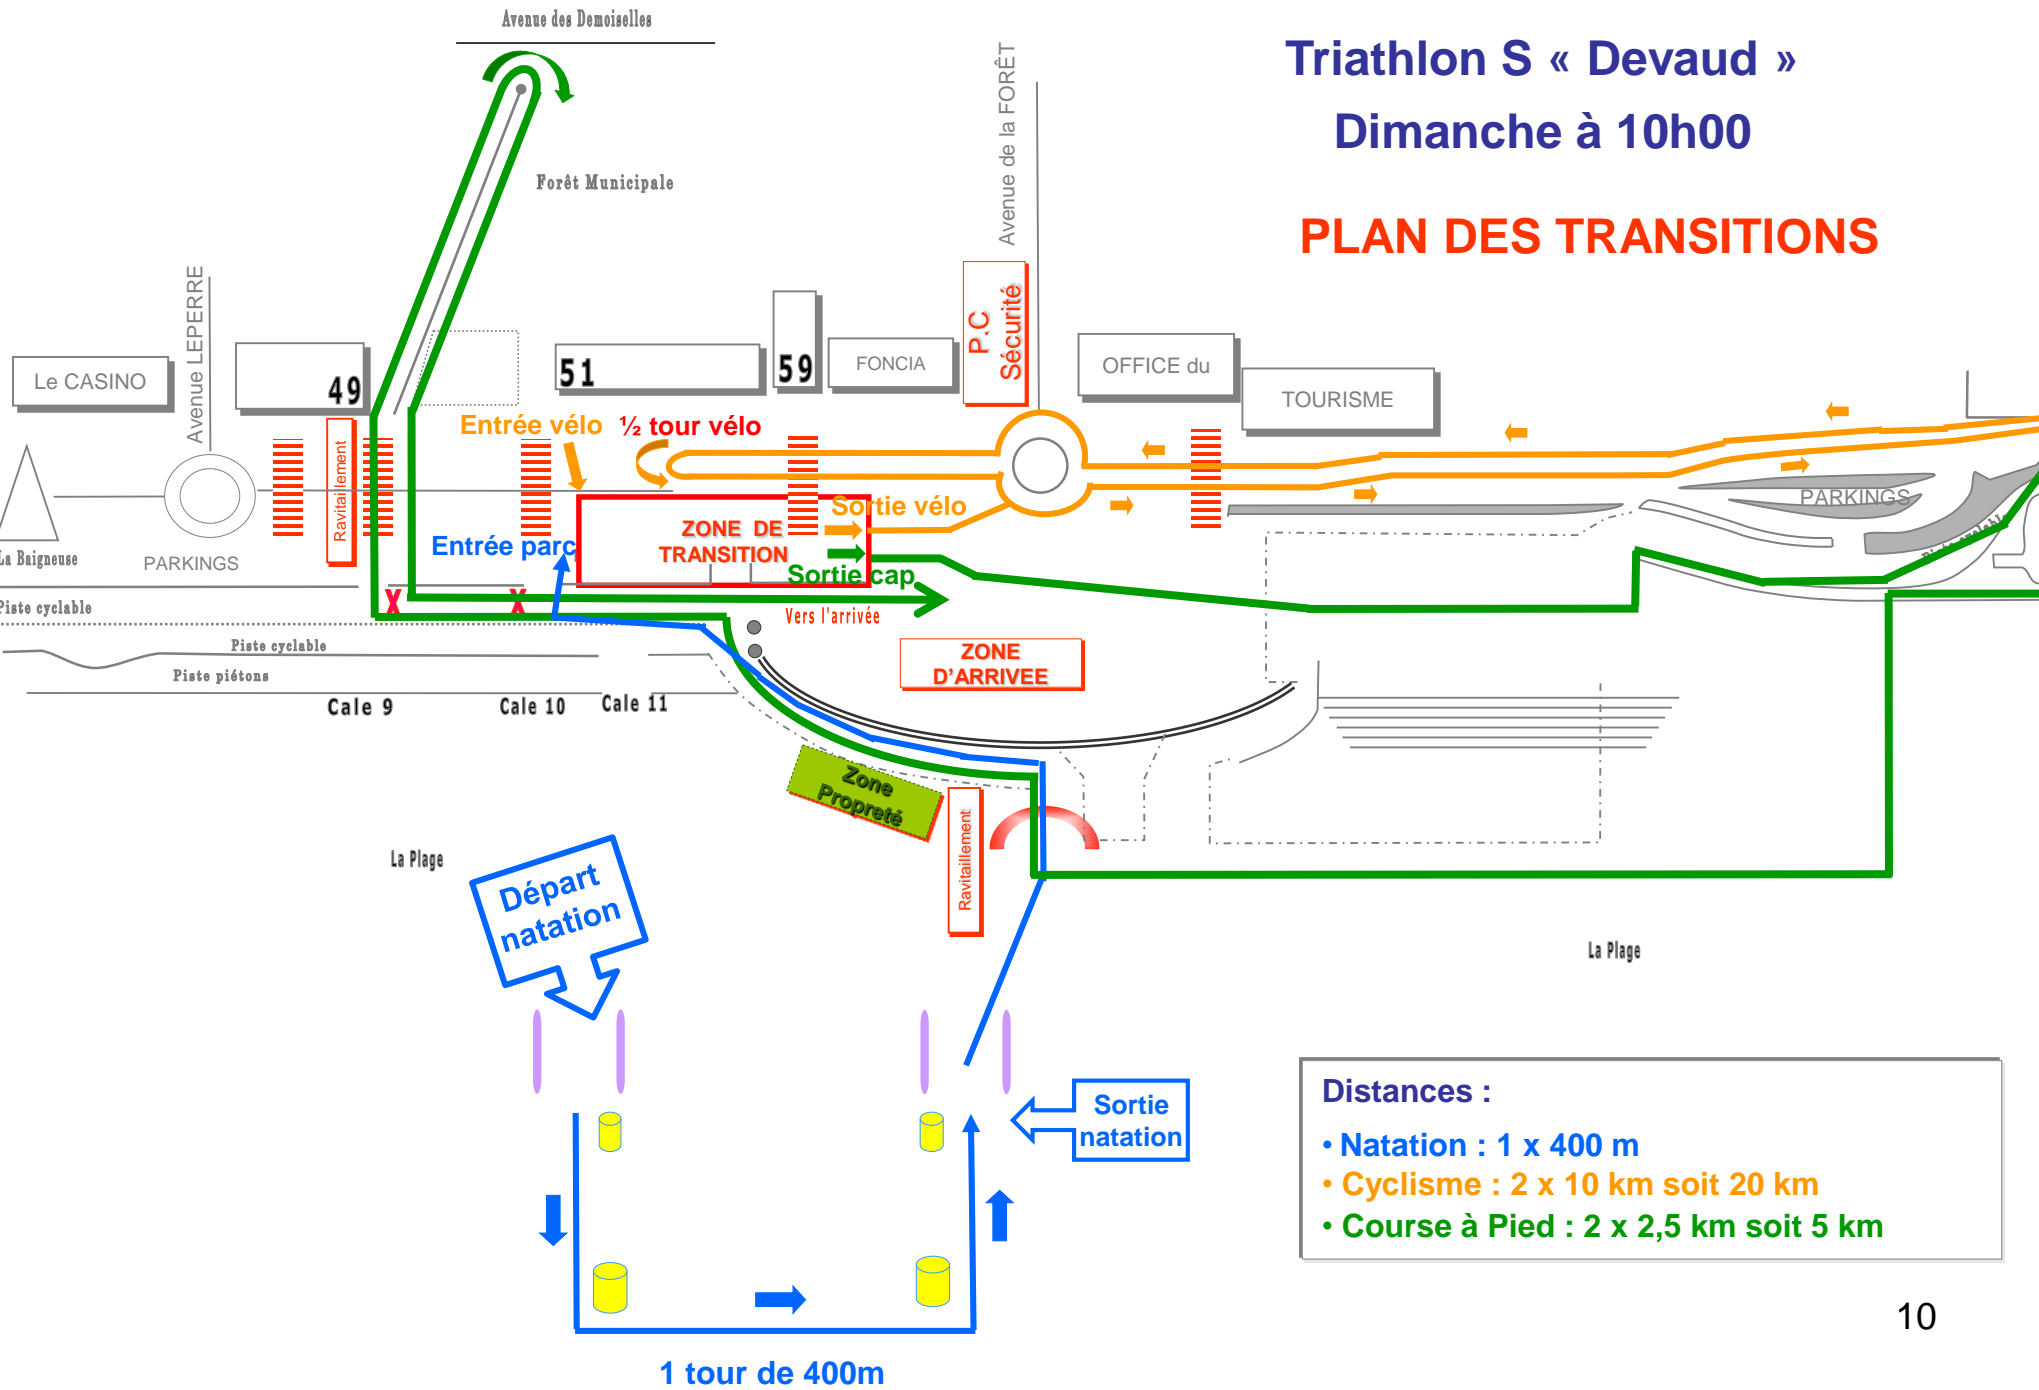 Avenue des Demoiselles
Triathlon S « Devaud »
Dimanche à 10h00
PLAN DES TRANSITIONS
Avenue de la FORÊT
Forêt Municipale
Avenue LEPERRE
P.C
Sécurité
Le CASINO
49
51
59
FONCIA
OFFICE du
TOURISME
Entrée vélo
½ tour vélo
Ravitaillement
Sortie vélo
ZONE DE
TRANSITION
Entrée parc
Sortie cap
PARKINGS
Piste cyclable
La Baigneuse
PARKINGS
X
X
Piste cyclable
Vers l'arrivée
Piste cyclable
Piste piétons
ZONE
D'ARRIVEE
Cale 9
Cale 10
Cale 11
Zone
Propreté
Ravitaillement
La Plage
Départ
natation
La Plage
Sortie
natation
Distances :
• Natation : 1 x 400 m
• Cyclisme : 2 x 10 km soit 20 km
• Course à Pied : 2 x 2,5 km soit 5 km
10
1 tour de 400m